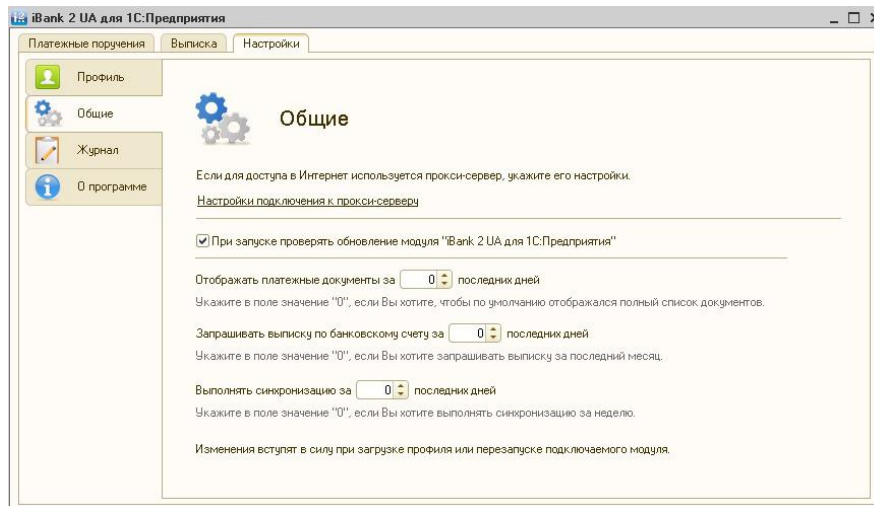 iBank 2 UA для 1С:Предприятия
Платежные поручения Выписка Настройки
Профиль
Общие
Журнал
О программе
Общие
Если для доступа в Интернет используется прокси-сервер, укажите его настройки.
Настройки подключения к прокси-серверу
При запуске проверять обновление модуля "iBank 2 UA для 1С:Предприятия"
Отображать платежные документы за 0 последних дней
Укажите в поле значение "0", если Вы хотите, чтобы по умолчанию отображался полный список документов.
Запрашивать выписку по банковскому счету за 0 последних дней
Укажите в поле значение "0", если Вы хотите запрашивать выписку за последний месяц.
Выполнять синхронизацию за 0 последних дней
Укажите в поле значение "0", если Вы хотите выполнять синхронизацию за неделю.
Изменения вступят в силу при загрузке профиля или перезапуске подключаемого модуля.